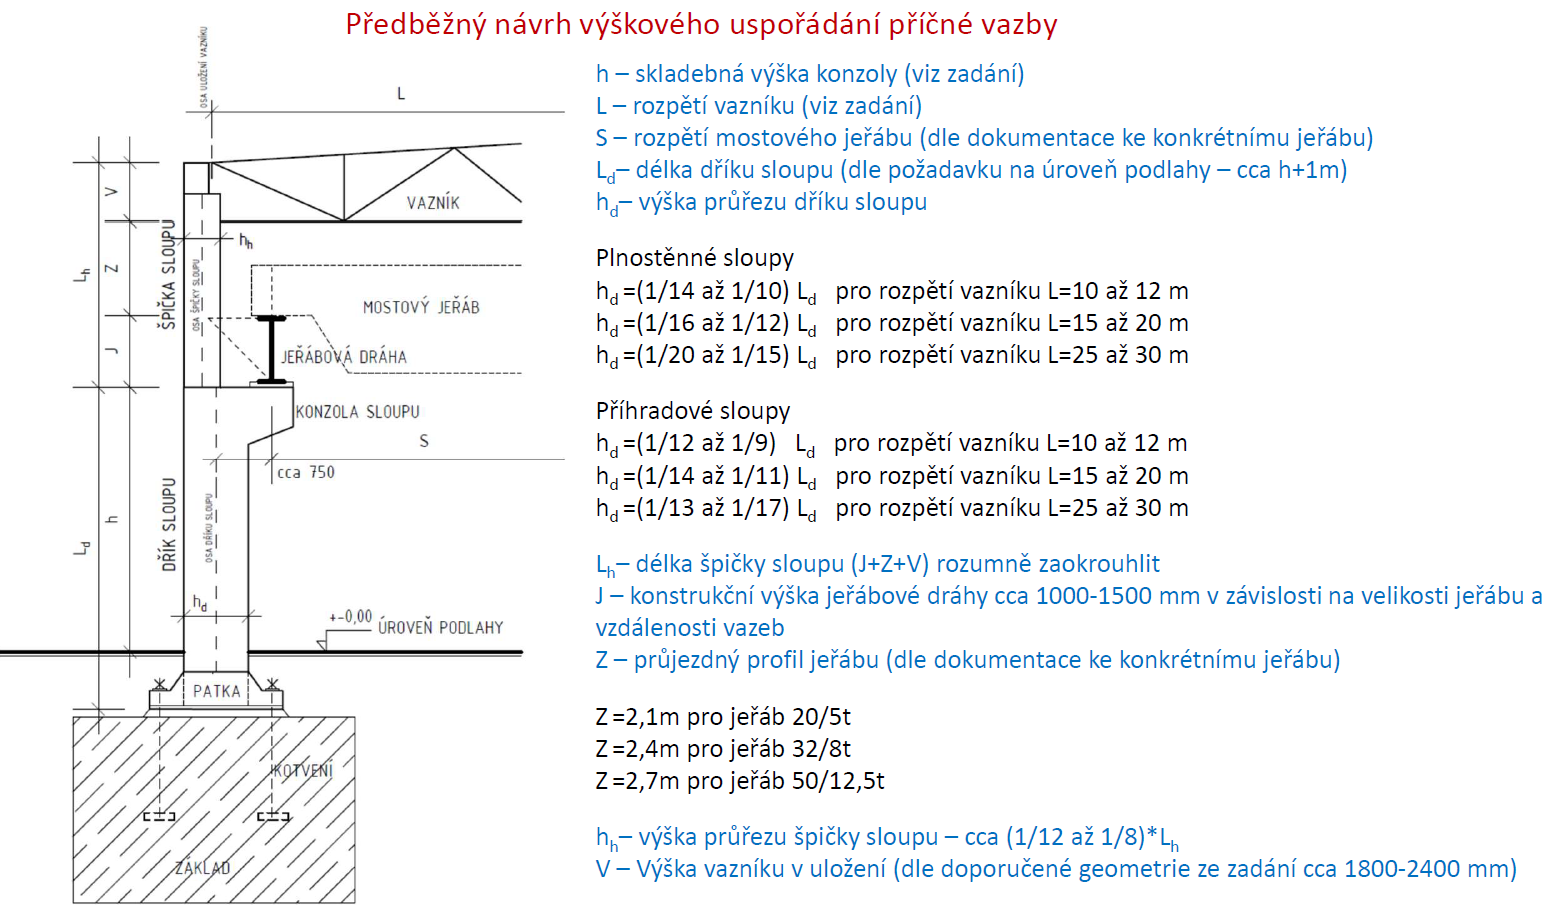 Předběžný návrh výškového uspořádání příčné vazby
h – skladebná výška konzoly (viz zadání)
L – rozpětí vazníku (viz zadání)
S – rozpětí mostového jeřábu (dle dokumentace ke konkrétnímu jeřábu)
Ld– délka dříku sloupu (dle požadavku na úroveň podlahy – cca h+1m)
hd– výška průřezu dříku sloupu
Plnostěnné sloupy
hd =(1/14 až 1/10) Ld pro rozpětí vazníku L=10 až 12 m
hd =(1/16 až 1/12) Ld pro rozpětí vazníku L=15 až 20 m
hd =(1/20 až 1/15) Ld pro rozpětí vazníku L=25 až 30 m
Příhradové sloupy
hd =(1/12 až 1/9) Ld pro rozpětí vazníku L=10 až 12 m
hd =(1/14 až 1/11) Ld pro rozpětí vazníku L=15 až 20 m
hd =(1/13 až 1/17) Ld pro rozpětí vazníku L=25 až 30 m
Lh– délka špičky sloupu (J+Z+V) rozumně zaokrouhlit
J – konstrukční výška jeřábové dráhy cca 1000-1500 mm v závislosti na velikosti jeřábu a
vzdálenosti vazeb
Z – průjezdný profil jeřábu (dle dokumentace ke konkrétnímu jeřábu)
Z =2,1m pro jeřáb 20/5t
Z =2,4m pro jeřáb 32/8t
Z =2,7m pro jeřáb 50/12,5t
hh– výška průřezu špičky sloupu – cca (1/12 až 1/8)*Lh
V – Výška vazníku v uložení (dle doporučené geometrie ze zadání cca 1800-2400 mm)
OSA ULOŽENÍ VAZNÍKU
L
V
VAZNÍK
hh
Lh
Z
ŠPIČKA SLOUPU
OSA ŠPIČKY SLOUPU
MOSTOVÝ JEŘÁB
J
JEŘÁBOVÁ DRÁHA
KONZOLA SLOUPU
S
cca 750
Ld
h
DŘÍK SLOUPU
OSA DŘÍKU SLOUPU
hd
+-0,00
ÚROVEŇ PODLAHY
PATKA
KOTVENÍ
ZÁKLAD